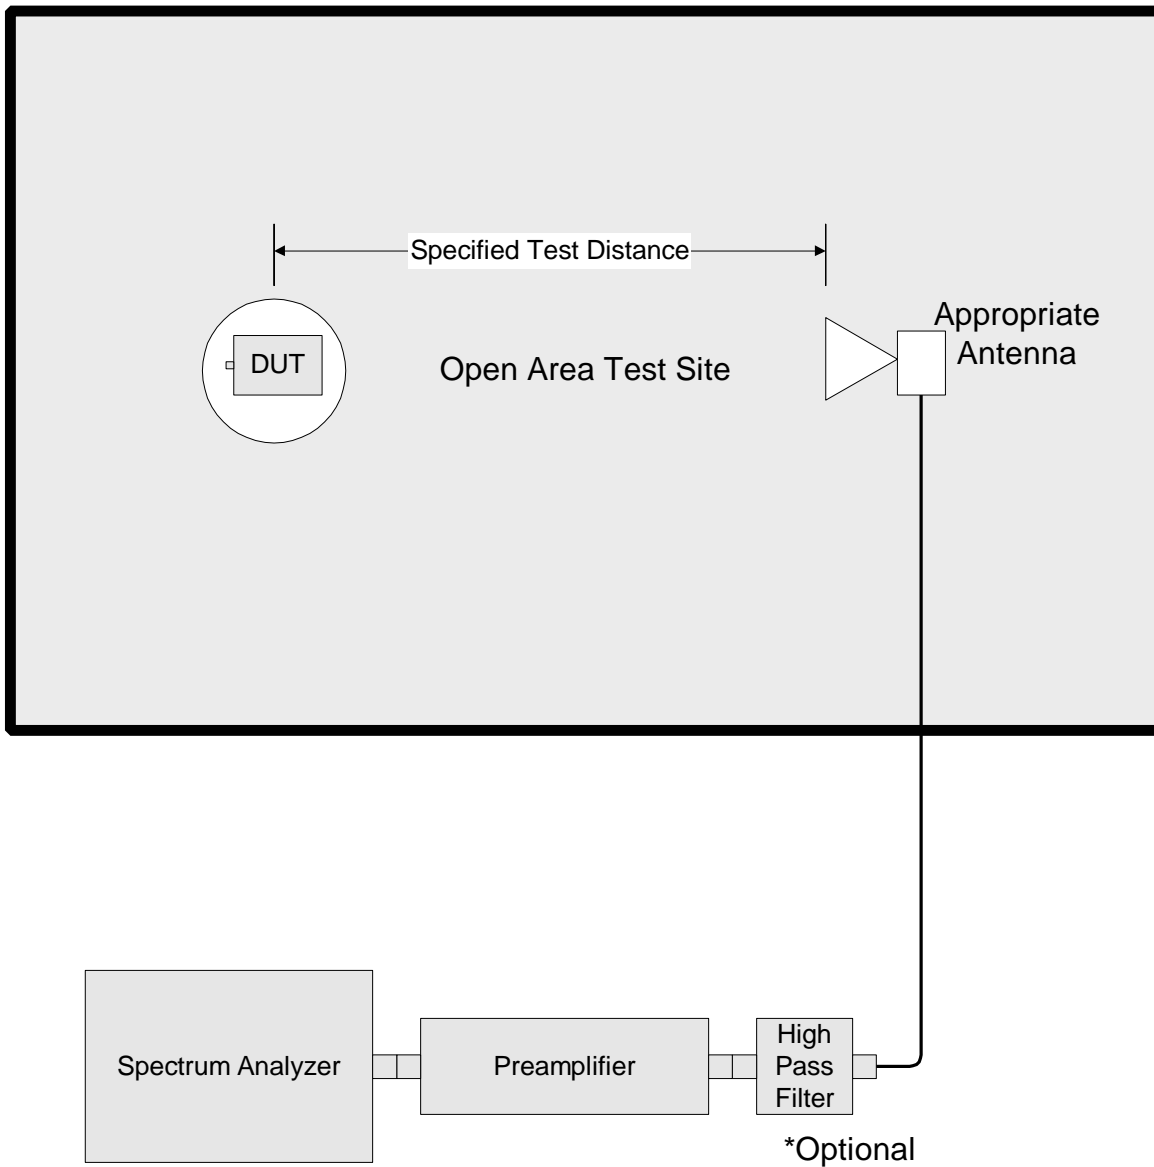 Specified Test Distance
Appropriate
Antenna
DUT
Open Area Test Site
Spectrum Analyzer
Preamplifier
High
Pass
Filter
*Optional